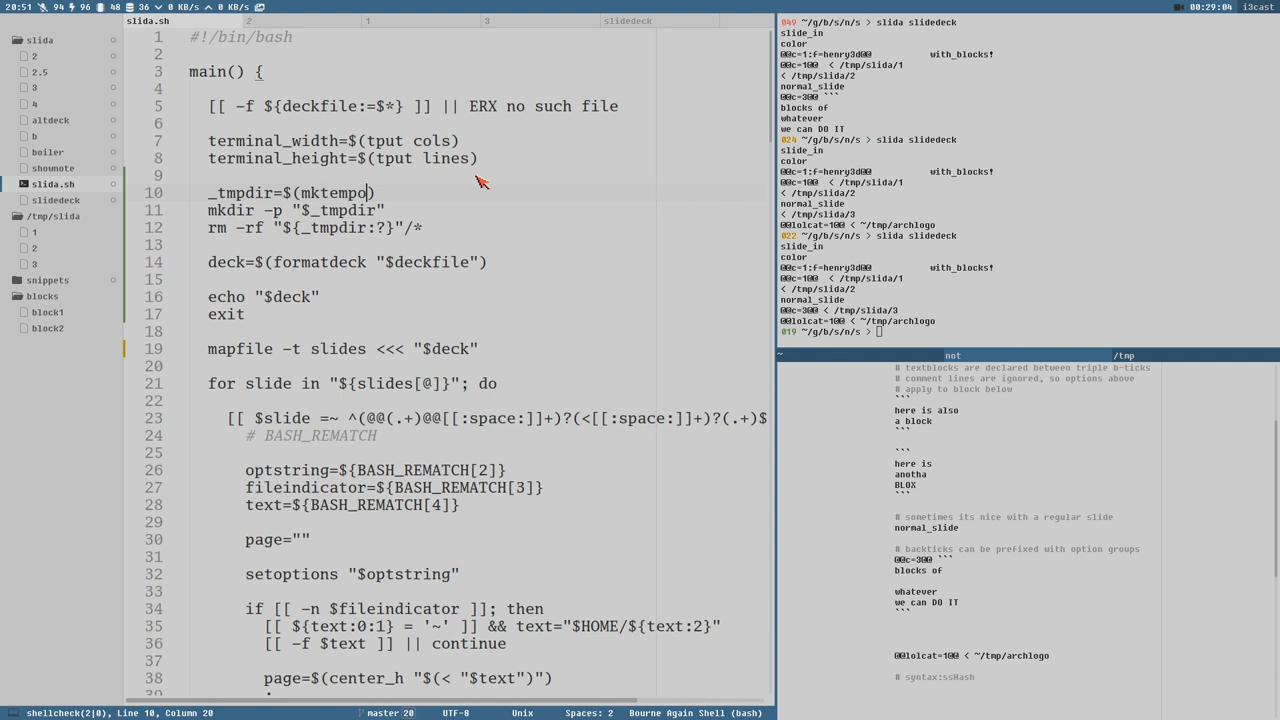 20:51 94 96 48 36 942 00:29:04 i3cast
slida.sh 2 1 3 slidedeck
slida
2
2.5
3
4
altdeck
b
boiler
shownote
slida.sh
slidedeck
/tmp/slida
1
2
3
snippets
blocks
block1
block2
1 #!/bin/bash
2
3 main() {
4
5 [[ -f ${deckfile:=$*} ]] || ERX no such file
6
7 terminal_width=$(tput cols)
8 terminal_height=$(tput lines)
9
10 _tmpdir=$(mktempo)
11 mkdir -p "$_tmpdir"
12 rm -rf "${_tmpdir:?}"/*
13
14 deck=$(formatdeck "$deckfile")
15
16 echo "$deck"
17 exit
18
19 mapfile -t slides <<< "$deck"
20
21 for slide in "${slides[@]}"; do
22
23 [[ $slide =~ ^(@@(.+)@@[[:space:]]+)?(<[[:space:]]+)?(.+)$
24 # BASH_REMATCH
25
26 optstring=${BASH_REMATCH[2]}
27 fileindicator=${BASH_REMATCH[3]}
28 text=${BASH_REMATCH[4]}
29
30 page=""
31
32 setoptions "$optstring"
33
34 if [[ -n $fileindicator ]]; then
35 [[ ${text:0:1} = '~' ]] && text="$HOME/${text:2}"
36 [[ -f $text ]] || continue
37
38 page=$(center_h "$(< "$text")")
39
049 ~/g/b/s/n/s > slida slidedeck
slide_in
color
@@c=1:f=henry3d@@ with_blocks!
@@c=1@@ < /tmp/slida/1
< /tmp/slida/2
normal_slide
@@c=3@@ ```
blocks of
whatever
we can DO IT
024 ~/g/b/s/n/s > slida slidedeck
slide_in
color
@@c=1:f=henry3d@@ with_blocks!
@@c=1@@ < /tmp/slida/1
< /tmp/slida/2
normal_slide
< /tmp/slida/3
@@lolcat=1@@ < ~/tmp/archlogo
022 ~/g/b/s/n/s > slida slidedeck
slide_in
color
@@c=1:f=henry3d@@ with_blocks!
@@c=1@@ < /tmp/slida/1
< /tmp/slida/2
normal_slide
@@c=3@@ < /tmp/slida/3
@@lolcat=1@@ < ~/tmp/archlogo
019 ~/g/b/s/n/s >
~ not /tmp
# textblocks are declared between triple b-ticks
# comment lines are ignored, so options above
# apply to block below
```
here is also
a block
```
```
here is
anotha
BLOX
```
# sometimes its nice with a regular slide
normal_slide
# backticks can be prefixed with option groups
@@c=3@@ ```
blocks of
whatever
we can DO IT
```
@@lolcat=1@@ < ~/tmp/archlogo
# syntax:ssHash
shellcheck(2|0), Line 10, Column 20 master 20 UTF-8 Unix Spaces: 2 Bourne Again Shell (bash)